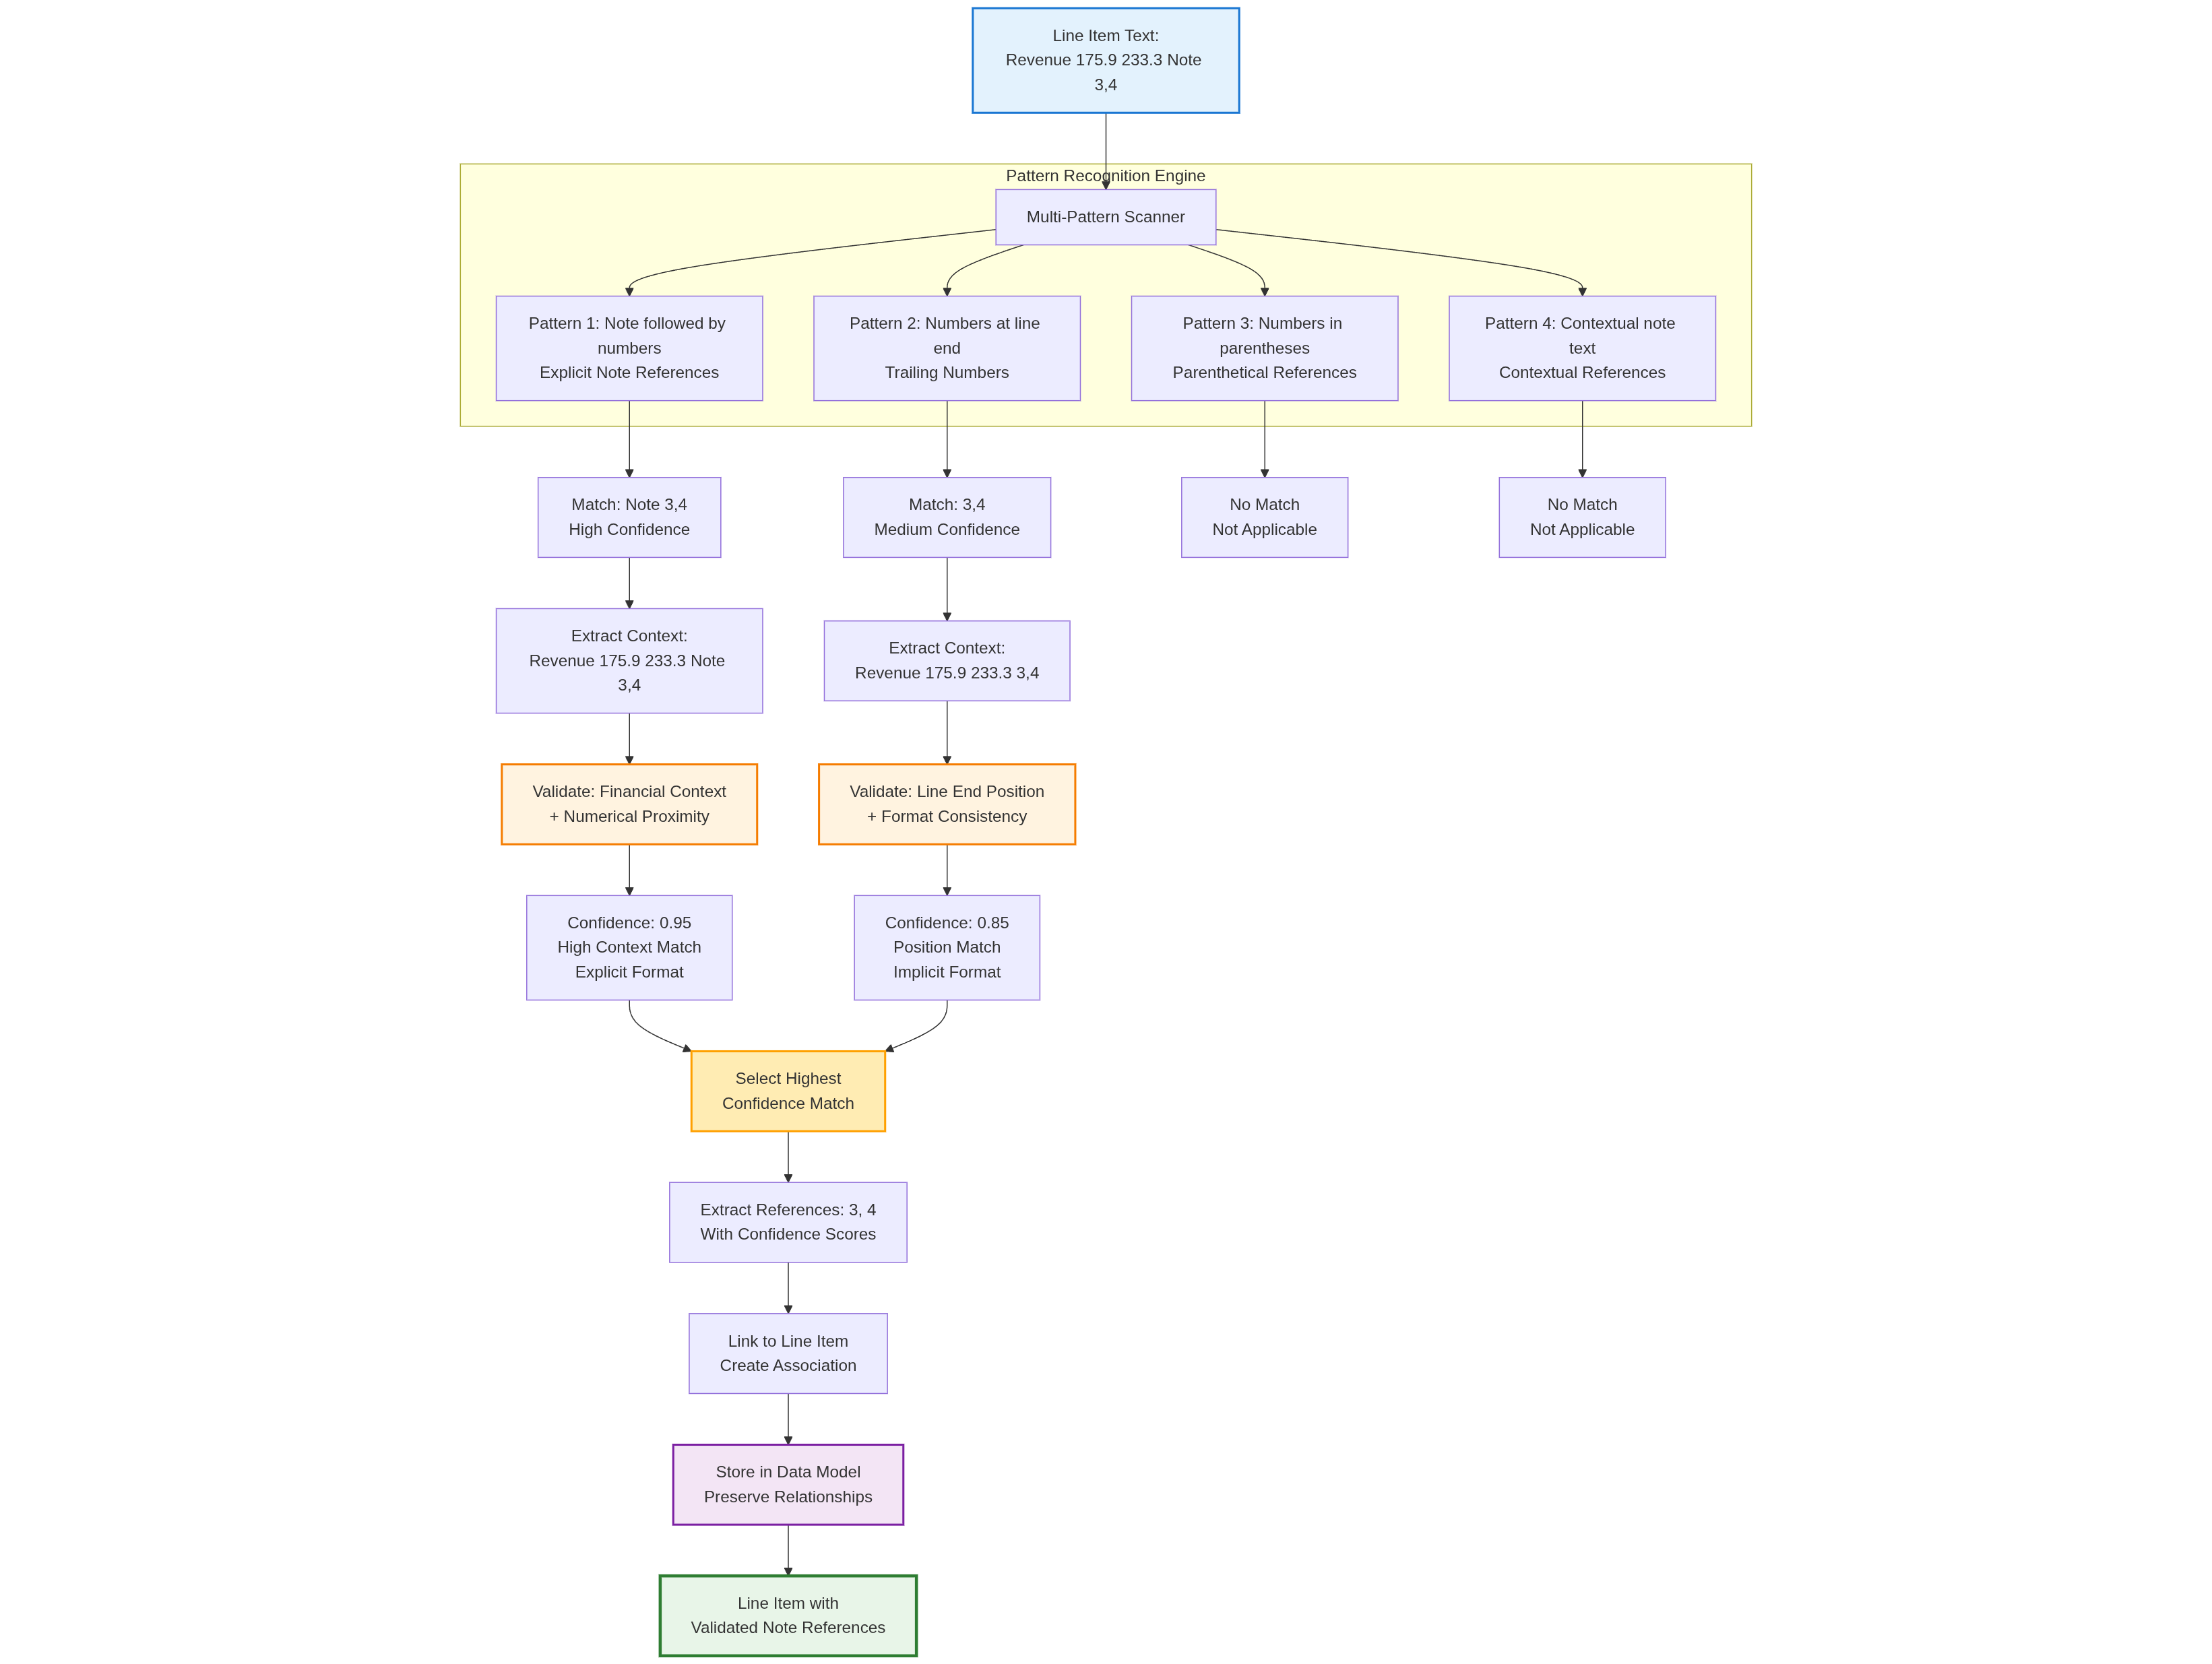 Line Item Text:
Revenue 175.9 233.3 Note
3,4
Pattern Recognition Engine
Multi-Pattern Scanner
Pattern 1: Note followed by
numbers
Explicit Note References
Pattern 2: Numbers at line
end
Trailing Numbers
Pattern 3: Numbers in
parentheses
Parenthetical References
Pattern 4: Contextual note
text
Contextual References
Match: Note 3,4
High Confidence
Match: 3,4
Medium Confidence
No Match
Not Applicable
No Match
Not Applicable
Extract Context:
Revenue 175.9 233.3 Note
3,4
Extract Context:
Revenue 175.9 233.3 3,4
Validate: Financial Context
+ Numerical Proximity
Validate: Line End Position
+ Format Consistency
Confidence: 0.95
High Context Match
Explicit Format
Confidence: 0.85
Position Match
Implicit Format
Select Highest
Confidence Match
Extract References: 3, 4
With Confidence Scores
Link to Line Item
Create Association
Store in Data Model
Preserve Relationships
Line Item with
Validated Note References